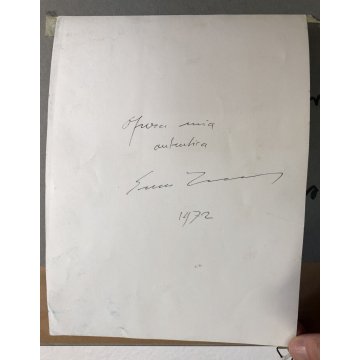 Opera mia
autentica
1972